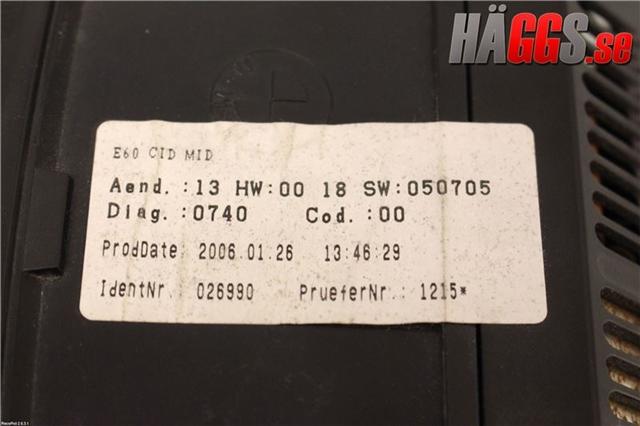 HÄGGS.se
E60 CID MID
Aend.:13 HW:00 18 SW:050705
Diag.:0740 Cod.:00
ProdDate: 2006.01.26 13:46:29
IdentNr.: 026990 PrueferNr.: 1215*